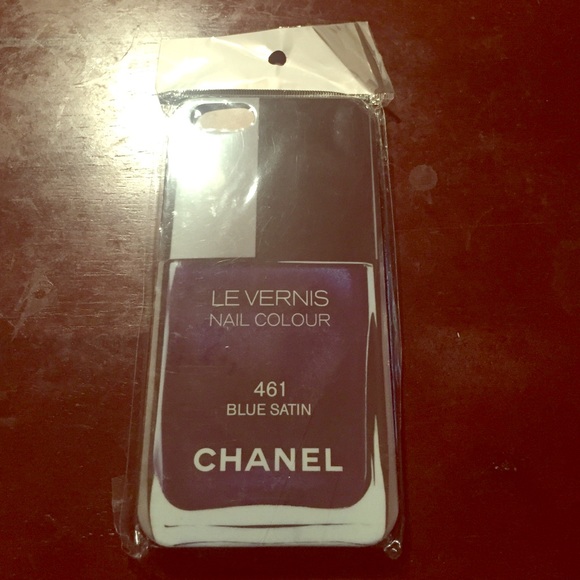 LE VERNIS
NAIL COLOUR
461
BLUE SATIN
CHANEL